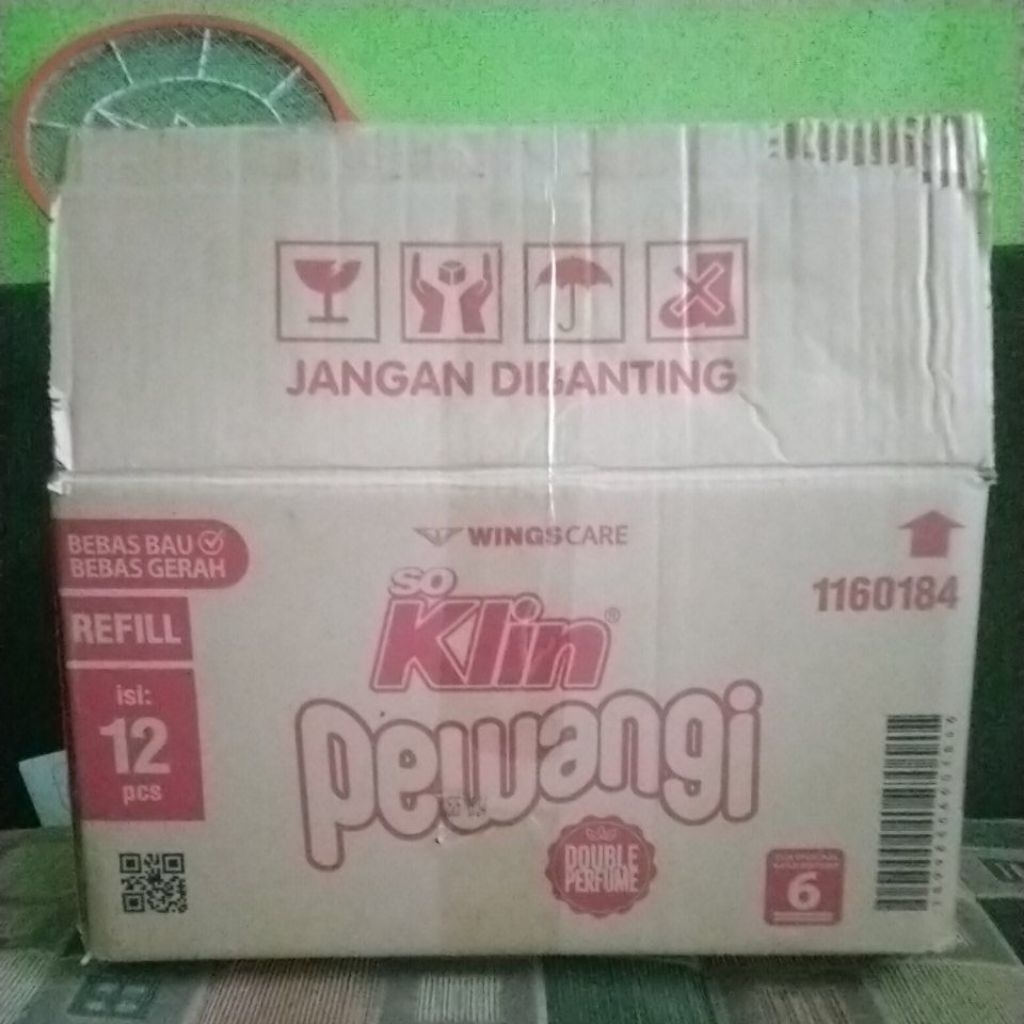 JANGAN DIBANTING
BEBAS BAU
BEBAS GERAH
REFILL
isi:
12
pcs
WINGSCARE
so
Klin®
pewangi
DOUBLE
PERFUME
1160184
6